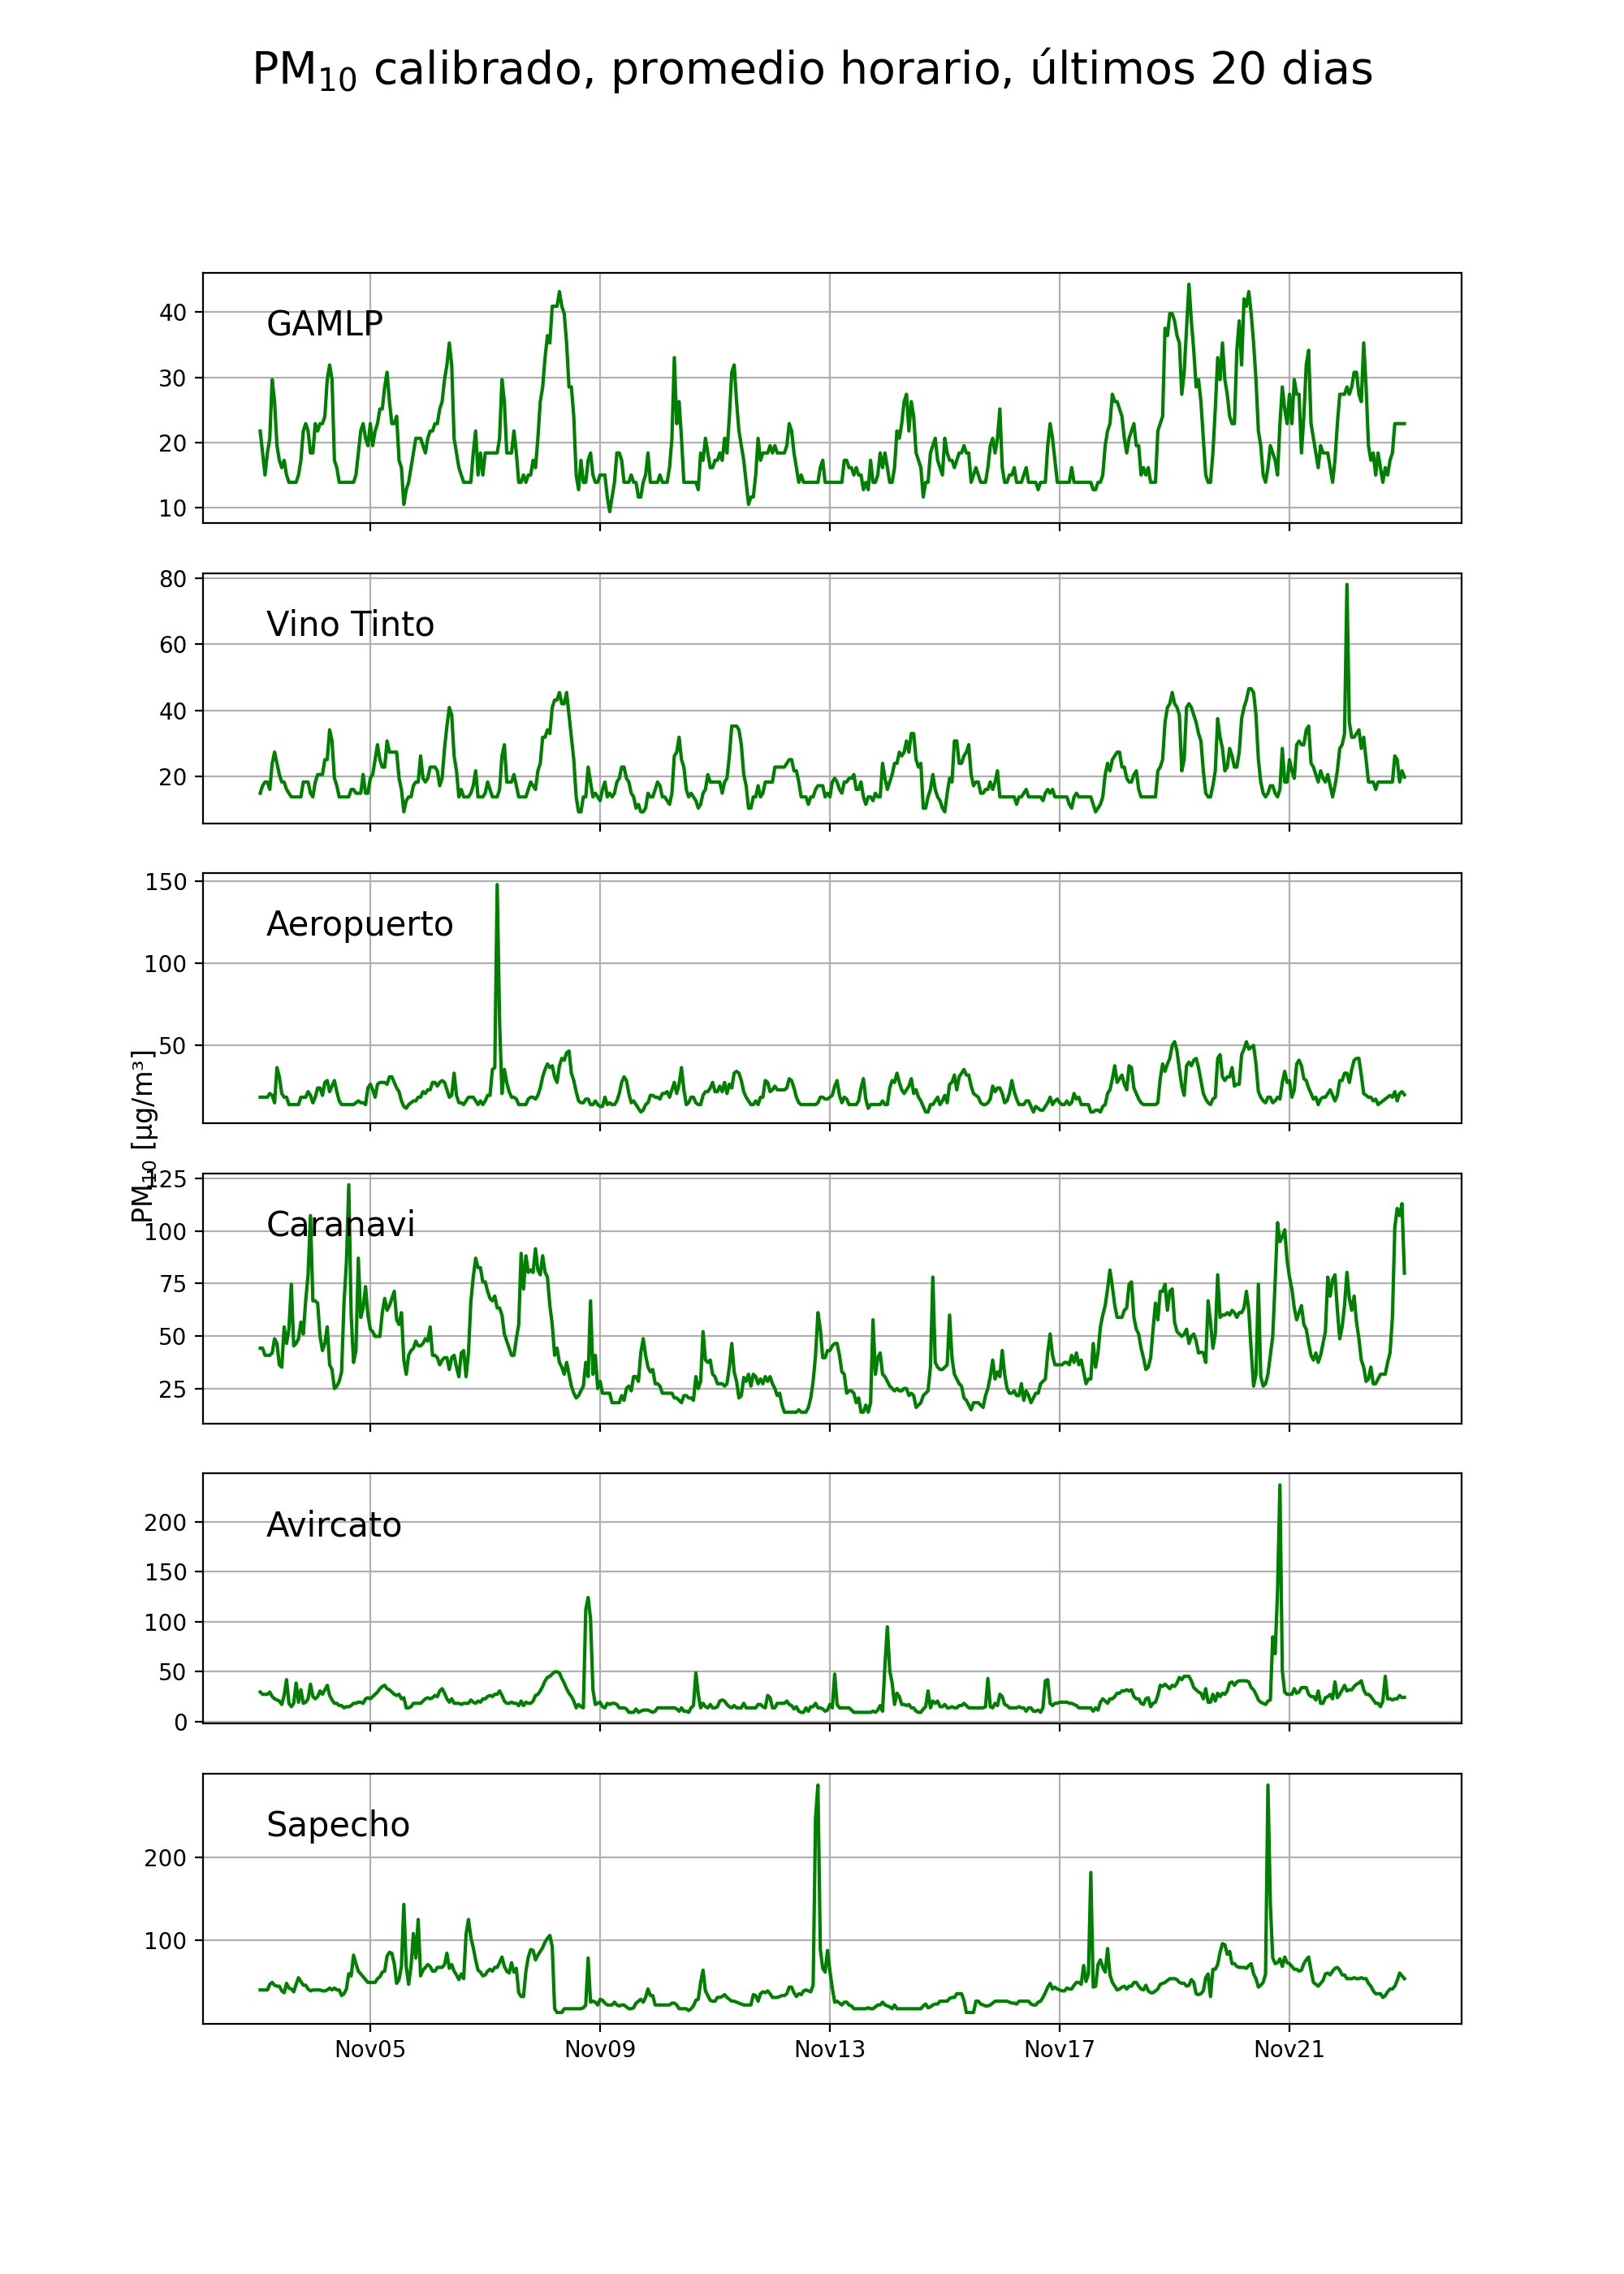 PM₁₀ calibrado, promedio horario, últimos 20 dias
40
GAMLP
30
20
10
80
Vino Tinto
60
40
20
150
Aeropuerto
100
50
PM₁₀ [µg/m³]
125
Caranavi
100
75
50
25
Avircato
200
150
100
50
0
Sapecho
200
100
Nov05 Nov09 Nov13 Nov17 Nov21